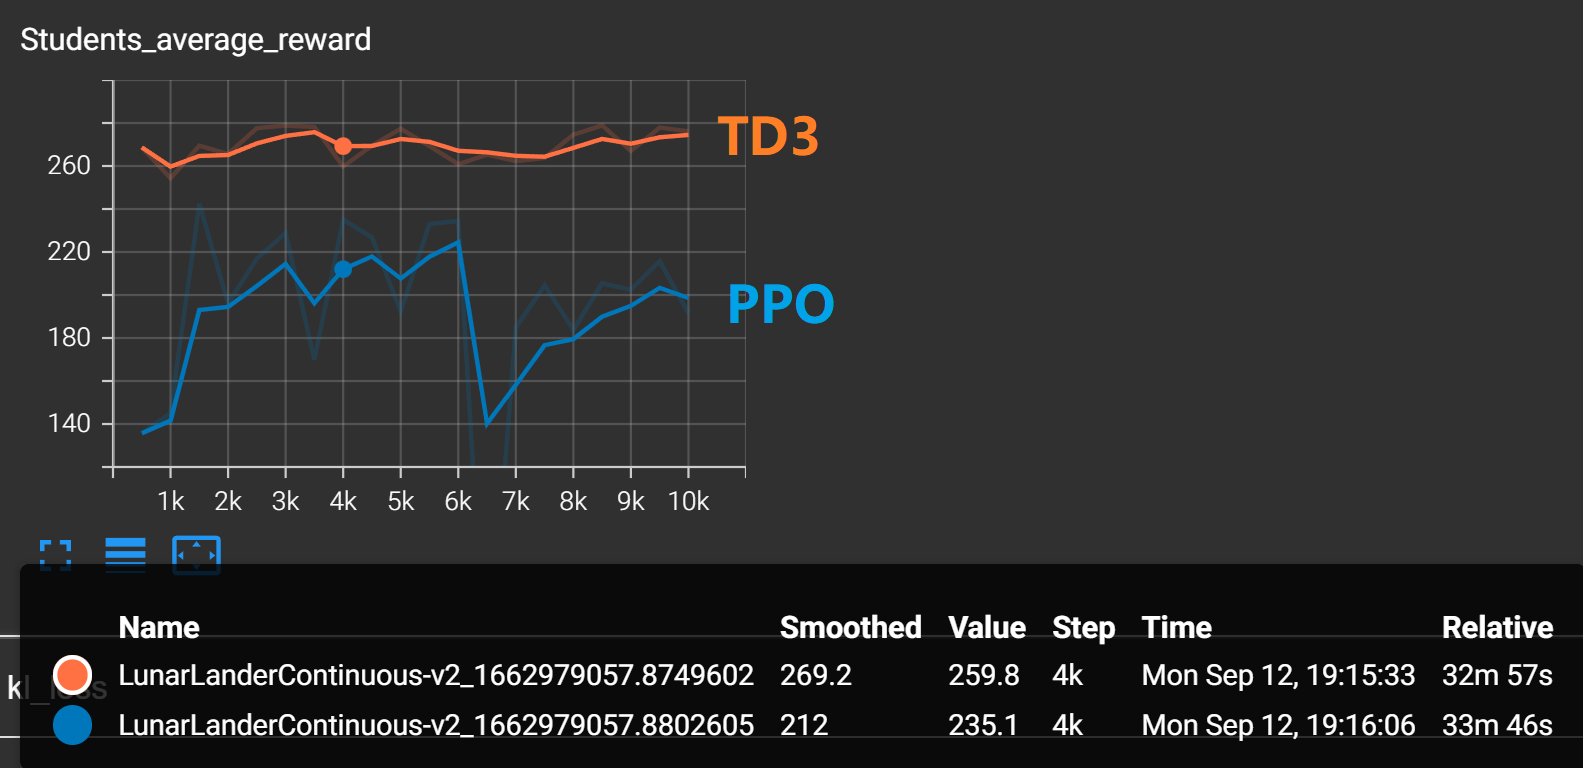 Students_average_reward
TD3
260
220
PPO
180
140
1k 2k 3k 4k 5k 6k 7k 8k 9k 10k
Name Smoothed Value Step Time Relative
LunarLanderContinuous-v2_1662979057.8749602 269.2 259.8 4k Mon Sep 12, 19:15:33 32m 57s
kl_loss
LunarLanderContinuous-v2_1662979057.8802605 212 235.1 4k Mon Sep 12, 19:16:06 33m 46s